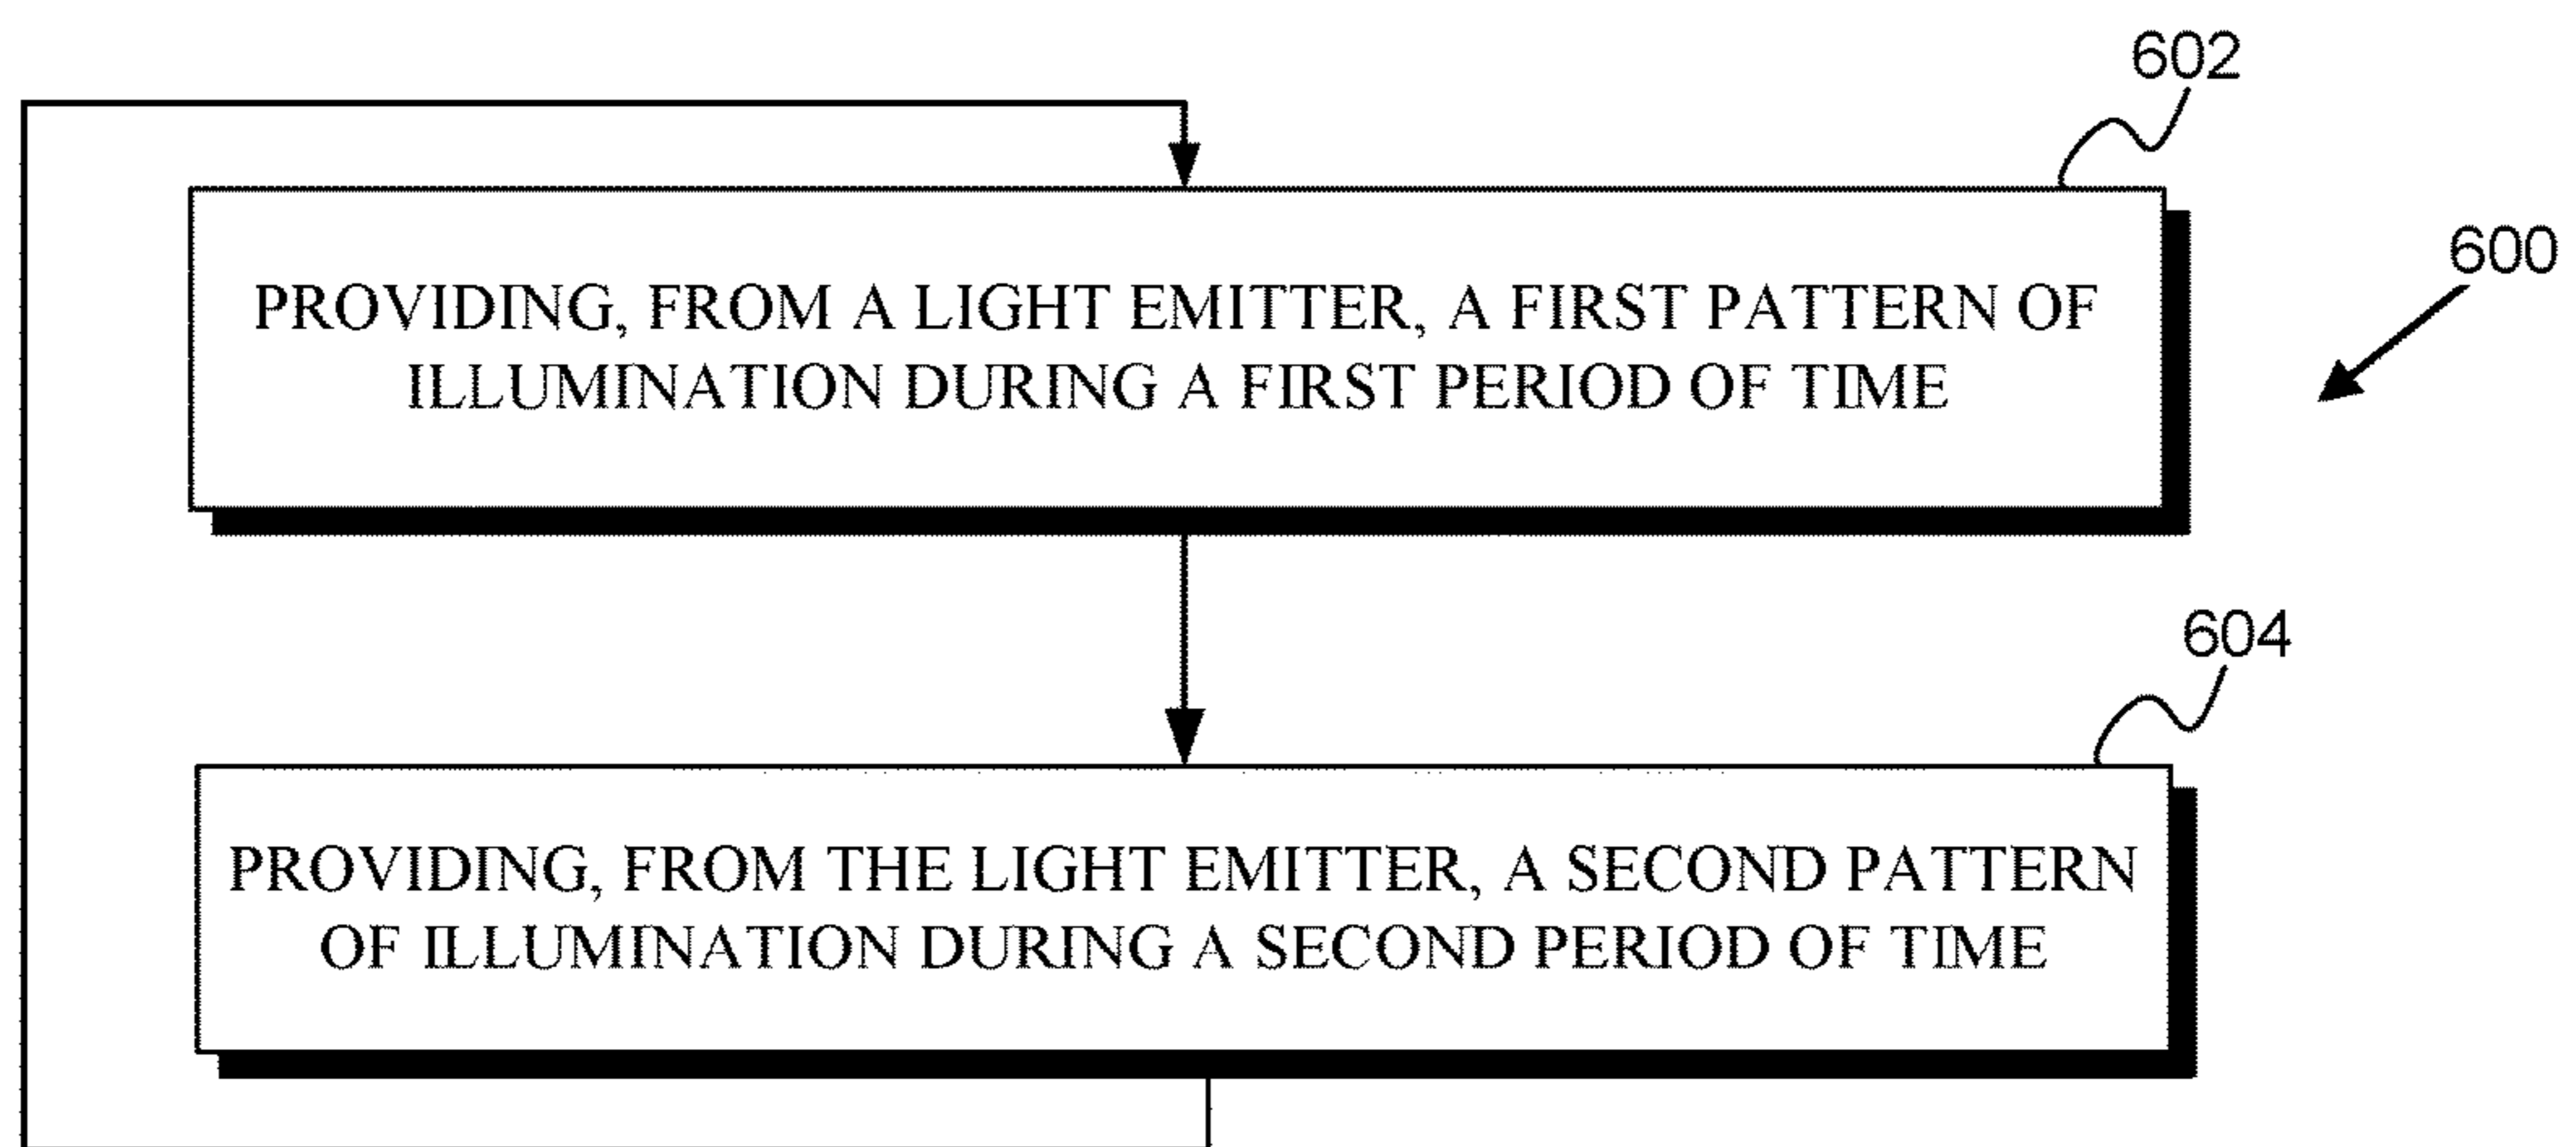 602
600
PROVIDING, FROM A LIGHT EMITTER, A FIRST PATTERN OF
ILLUMINATION DURING A FIRST PERIOD OF TIME
604
PROVIDING, FROM THE LIGHT EMITTER, A SECOND PATTERN
OF ILLUMINATION DURING A SECOND PERIOD OF TIME